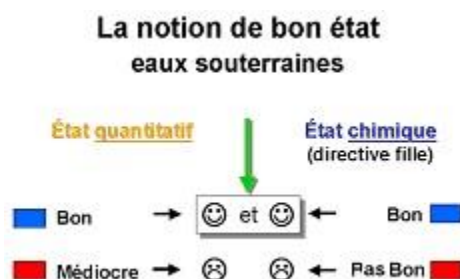 La notion de bon état
eaux souterraines
État quantitatif
État chimique
(directive fille)
Bon et Bon
Médiocre Pas Bon